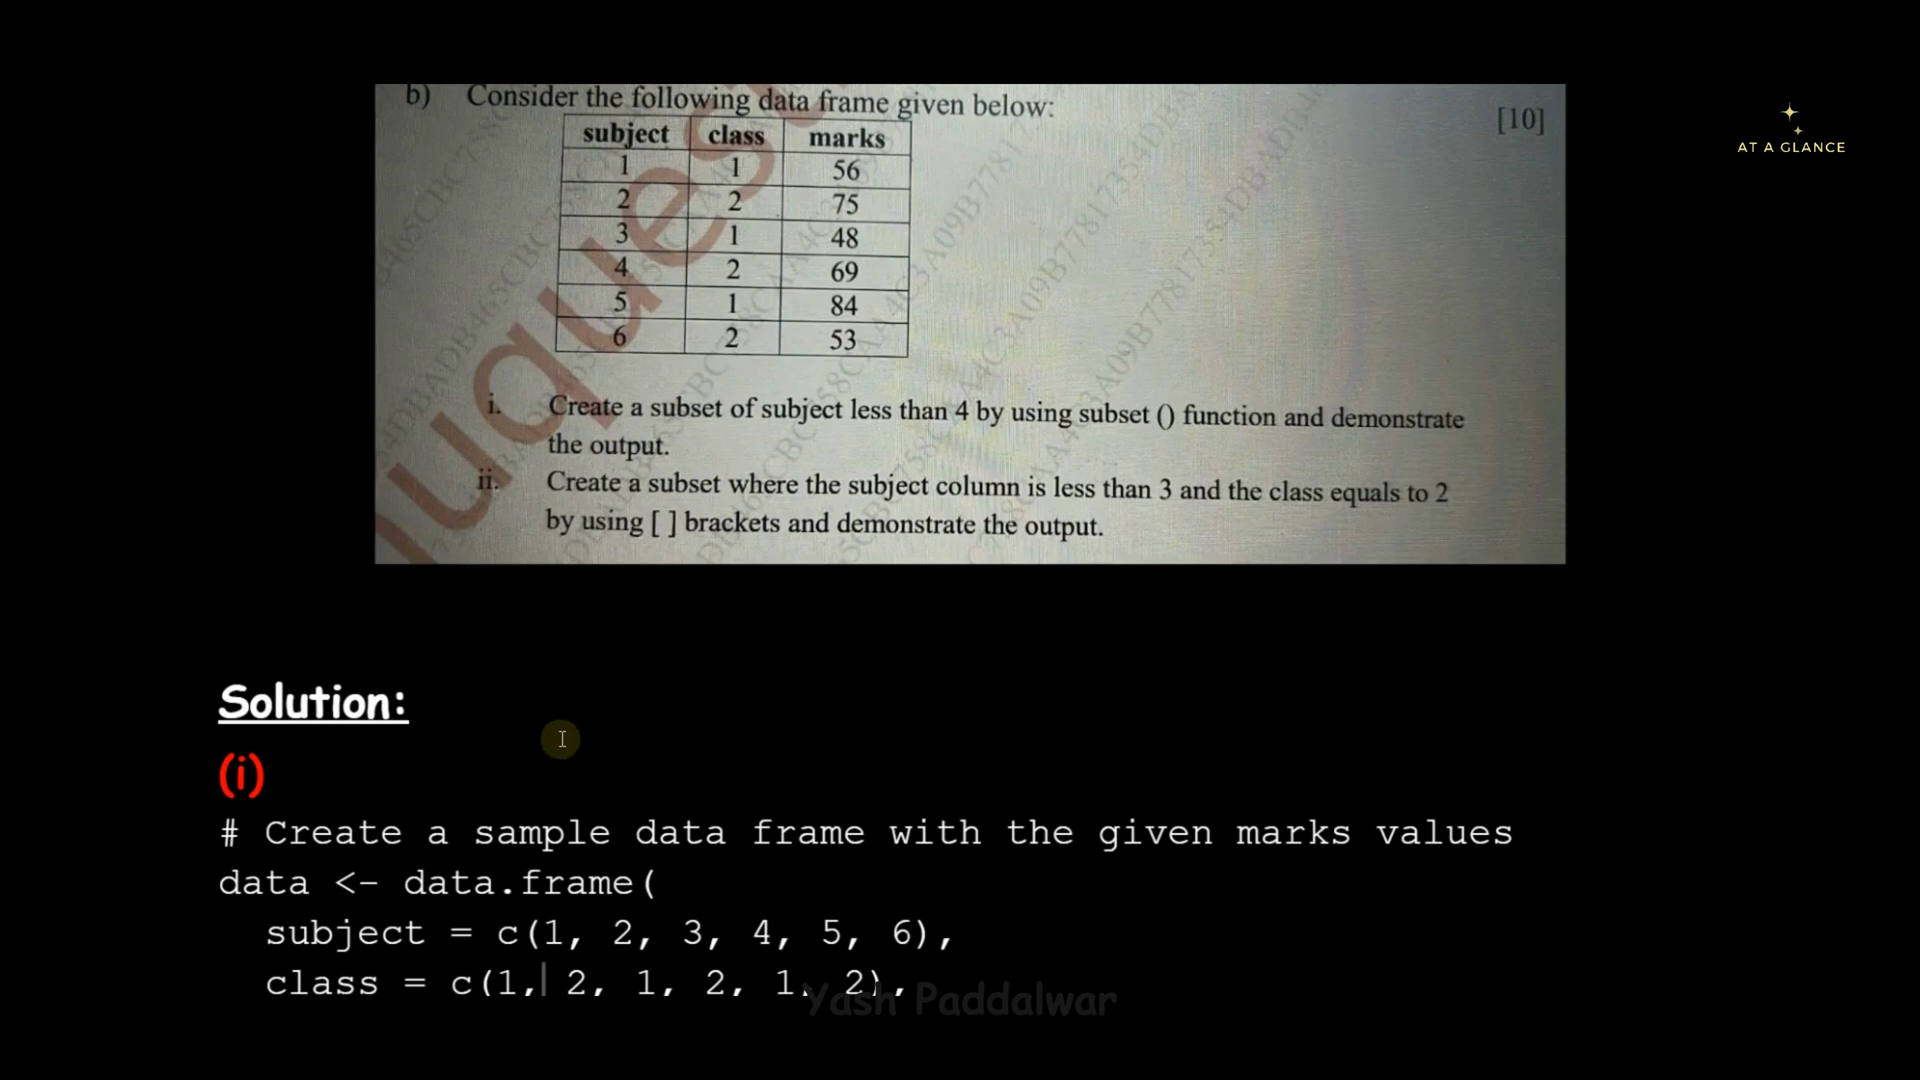 b) Consider the following data frame given below:
[10]
AT A GLANCE
subject class marks
1 1 56
2 2 75
3 1 48
4 2 69
5 1 84
6 2 53
i. Create a subset of subject less than 4 by using subset () function and demonstrate
the output.
ii. Create a subset where the subject column is less than 3 and the class equals to 2
by using [ ] brackets and demonstrate the output.
Solution:
(i)
# Create a sample data frame with the given marks values
data <- data.frame(
subject = c(1, 2, 3, 4, 5, 6),
class = c(1, 2, 1, 2, 1, 2),
Yash Paddalwar